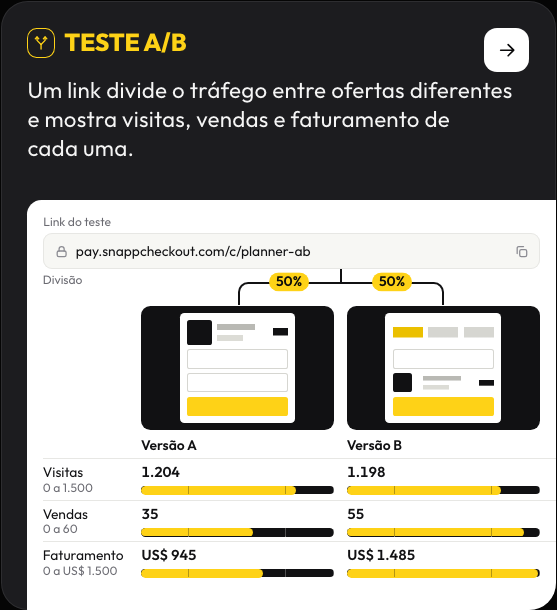 TESTE A/B
Um link divide o tráfego entre ofertas diferentes
e mostra visitas, vendas e faturamento de
cada uma.
Link do teste
pay.snappcheckout.com/c/planner-ab
Divisão
50%
50%
Versão A
Versão B
Visitas
0 a 1.500
1.204
1.198
Vendas
0 a 60
35
55
Faturamento
0 a US$ 1.500
US$ 945
US$ 1.485